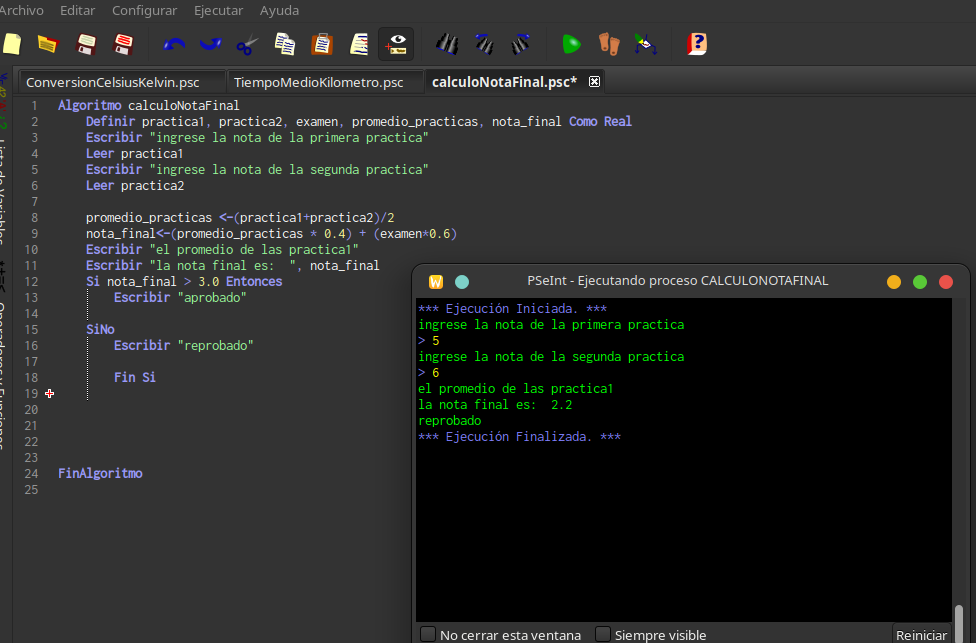 Archivo Editar Configurar Ejecutar Ayuda
ConversionCelsiusKelvin.psc TiempoMedioKilometro.psc calculoNotaFinal.psc*
1 Algoritmo calculoNotaFinal
2 Definir practica1, practica2, examen, promedio_practicas, nota_final Como Real
3 Escribir "ingrese la nota de la primera practica"
4 Leer practica1
5 Escribir "ingrese la nota de la segunda practica"
6 Leer practica2
7
8 promedio_practicas <-(practica1+practica2)/2
9 nota_final<-(promedio_practicas * 0.4) + (examen*0.6)
10 Escribir "el promedio de las practica1"
11 Escribir "la nota final es:  ", nota_final
12 Si nota_final > 3.0 Entonces
13 Escribir "aprobado"
14
15 SiNo
16 Escribir "reprobado"
17
18 Fin Si
19
20
21
22
23
24 FinAlgoritmo
25
Lista de Variables
Operadores y Funciones
PSeInt - Ejecutando proceso CALCULONOTAFINAL
*** Ejecución Iniciada. ***
ingrese la nota de la primera practica
> 5
ingrese la nota de la segunda practica
> 6
el promedio de las practica1
la nota final es:  2.2
reprobado
*** Ejecución Finalizada. ***
No cerrar esta ventana Siempre visible Reiniciar